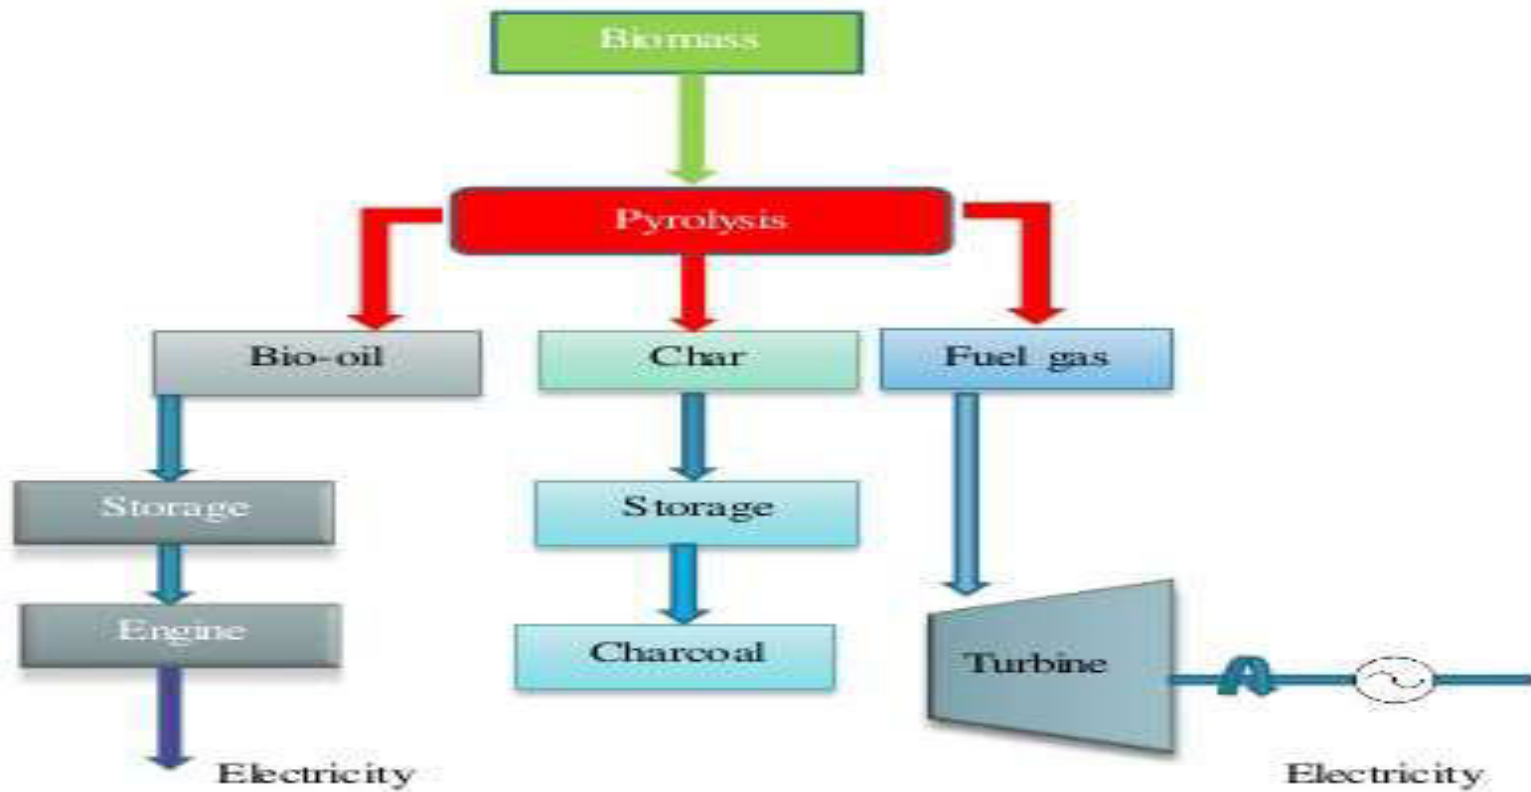 Biomass
Pyrolysis
Bio-oil
Char
Fuel gas
Storage
Storage
Engine
Charcoal
Turbine
Electricity
Electricity